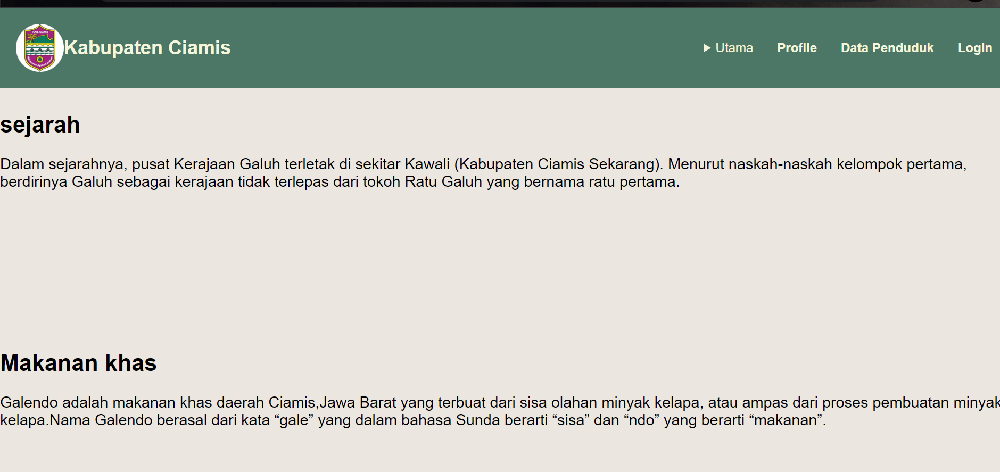 KAB. CIAMIS
Kabupaten Ciamis
Utama
Profile
Data Penduduk
Login
sejarah
Dalam sejarahnya, pusat Kerajaan Galuh terletak di sekitar Kawali (Kabupaten Ciamis Sekarang). Menurut naskah-naskah kelompok pertama,
berdirinya Galuh sebagai kerajaan tidak terlepas dari tokoh Ratu Galuh yang bernama ratu pertama.
Makanan khas
Galendo adalah makanan khas daerah Ciamis,Jawa Barat yang terbuat dari sisa olahan minyak kelapa, atau ampas dari proses pembuatan minyak
kelapa.Nama Galendo berasal dari kata “gale” yang dalam bahasa Sunda berarti “sisa” dan “ndo” yang berarti “makanan”.